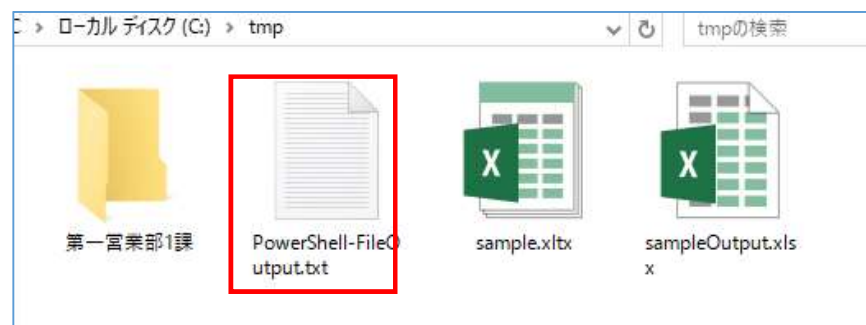 ローカル ディスク (C:) > tmp
tmpの検索
第一営業部1課
PowerShell-FileO
utput.txt
sample.xltx
sampleOutput.xls
x